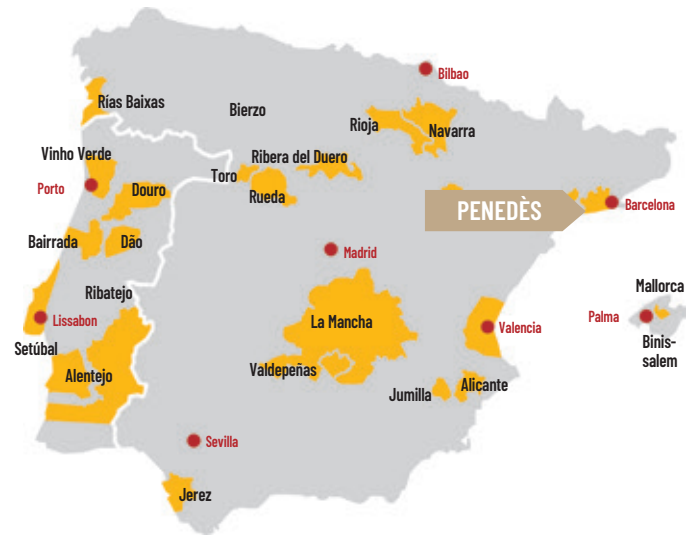 Bilbao
Rías Baixas
Bierzo
Rioja
Navarra
Vinho Verde
Ribera del Duero
Toro
Porto
Douro
Rueda
PENEDÈS
Barcelona
Bairrada
Dão
Madrid
Ribatejo
Mallorca
Lissabon
La Mancha
Valencia
Palma
Setúbal
Binis-
salem
Alentejo
Valdepeñas
Jumilla
Alicante
Sevilla
Jerez